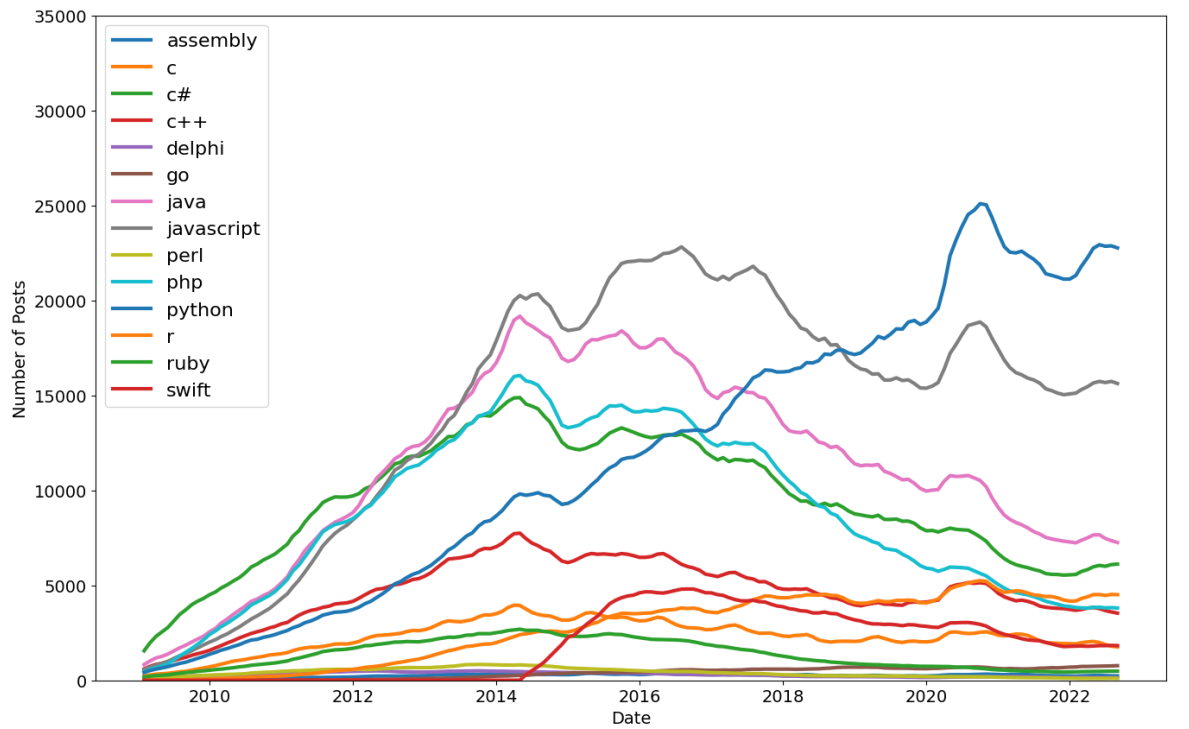 35000
30000
25000
20000
15000
10000
5000
0
Number of Posts
assembly
c
c#
c++
delphi
go
java
javascript
perl
php
python
r
ruby
swift
2010
2012
2014
2016
2018
2020
2022
Date